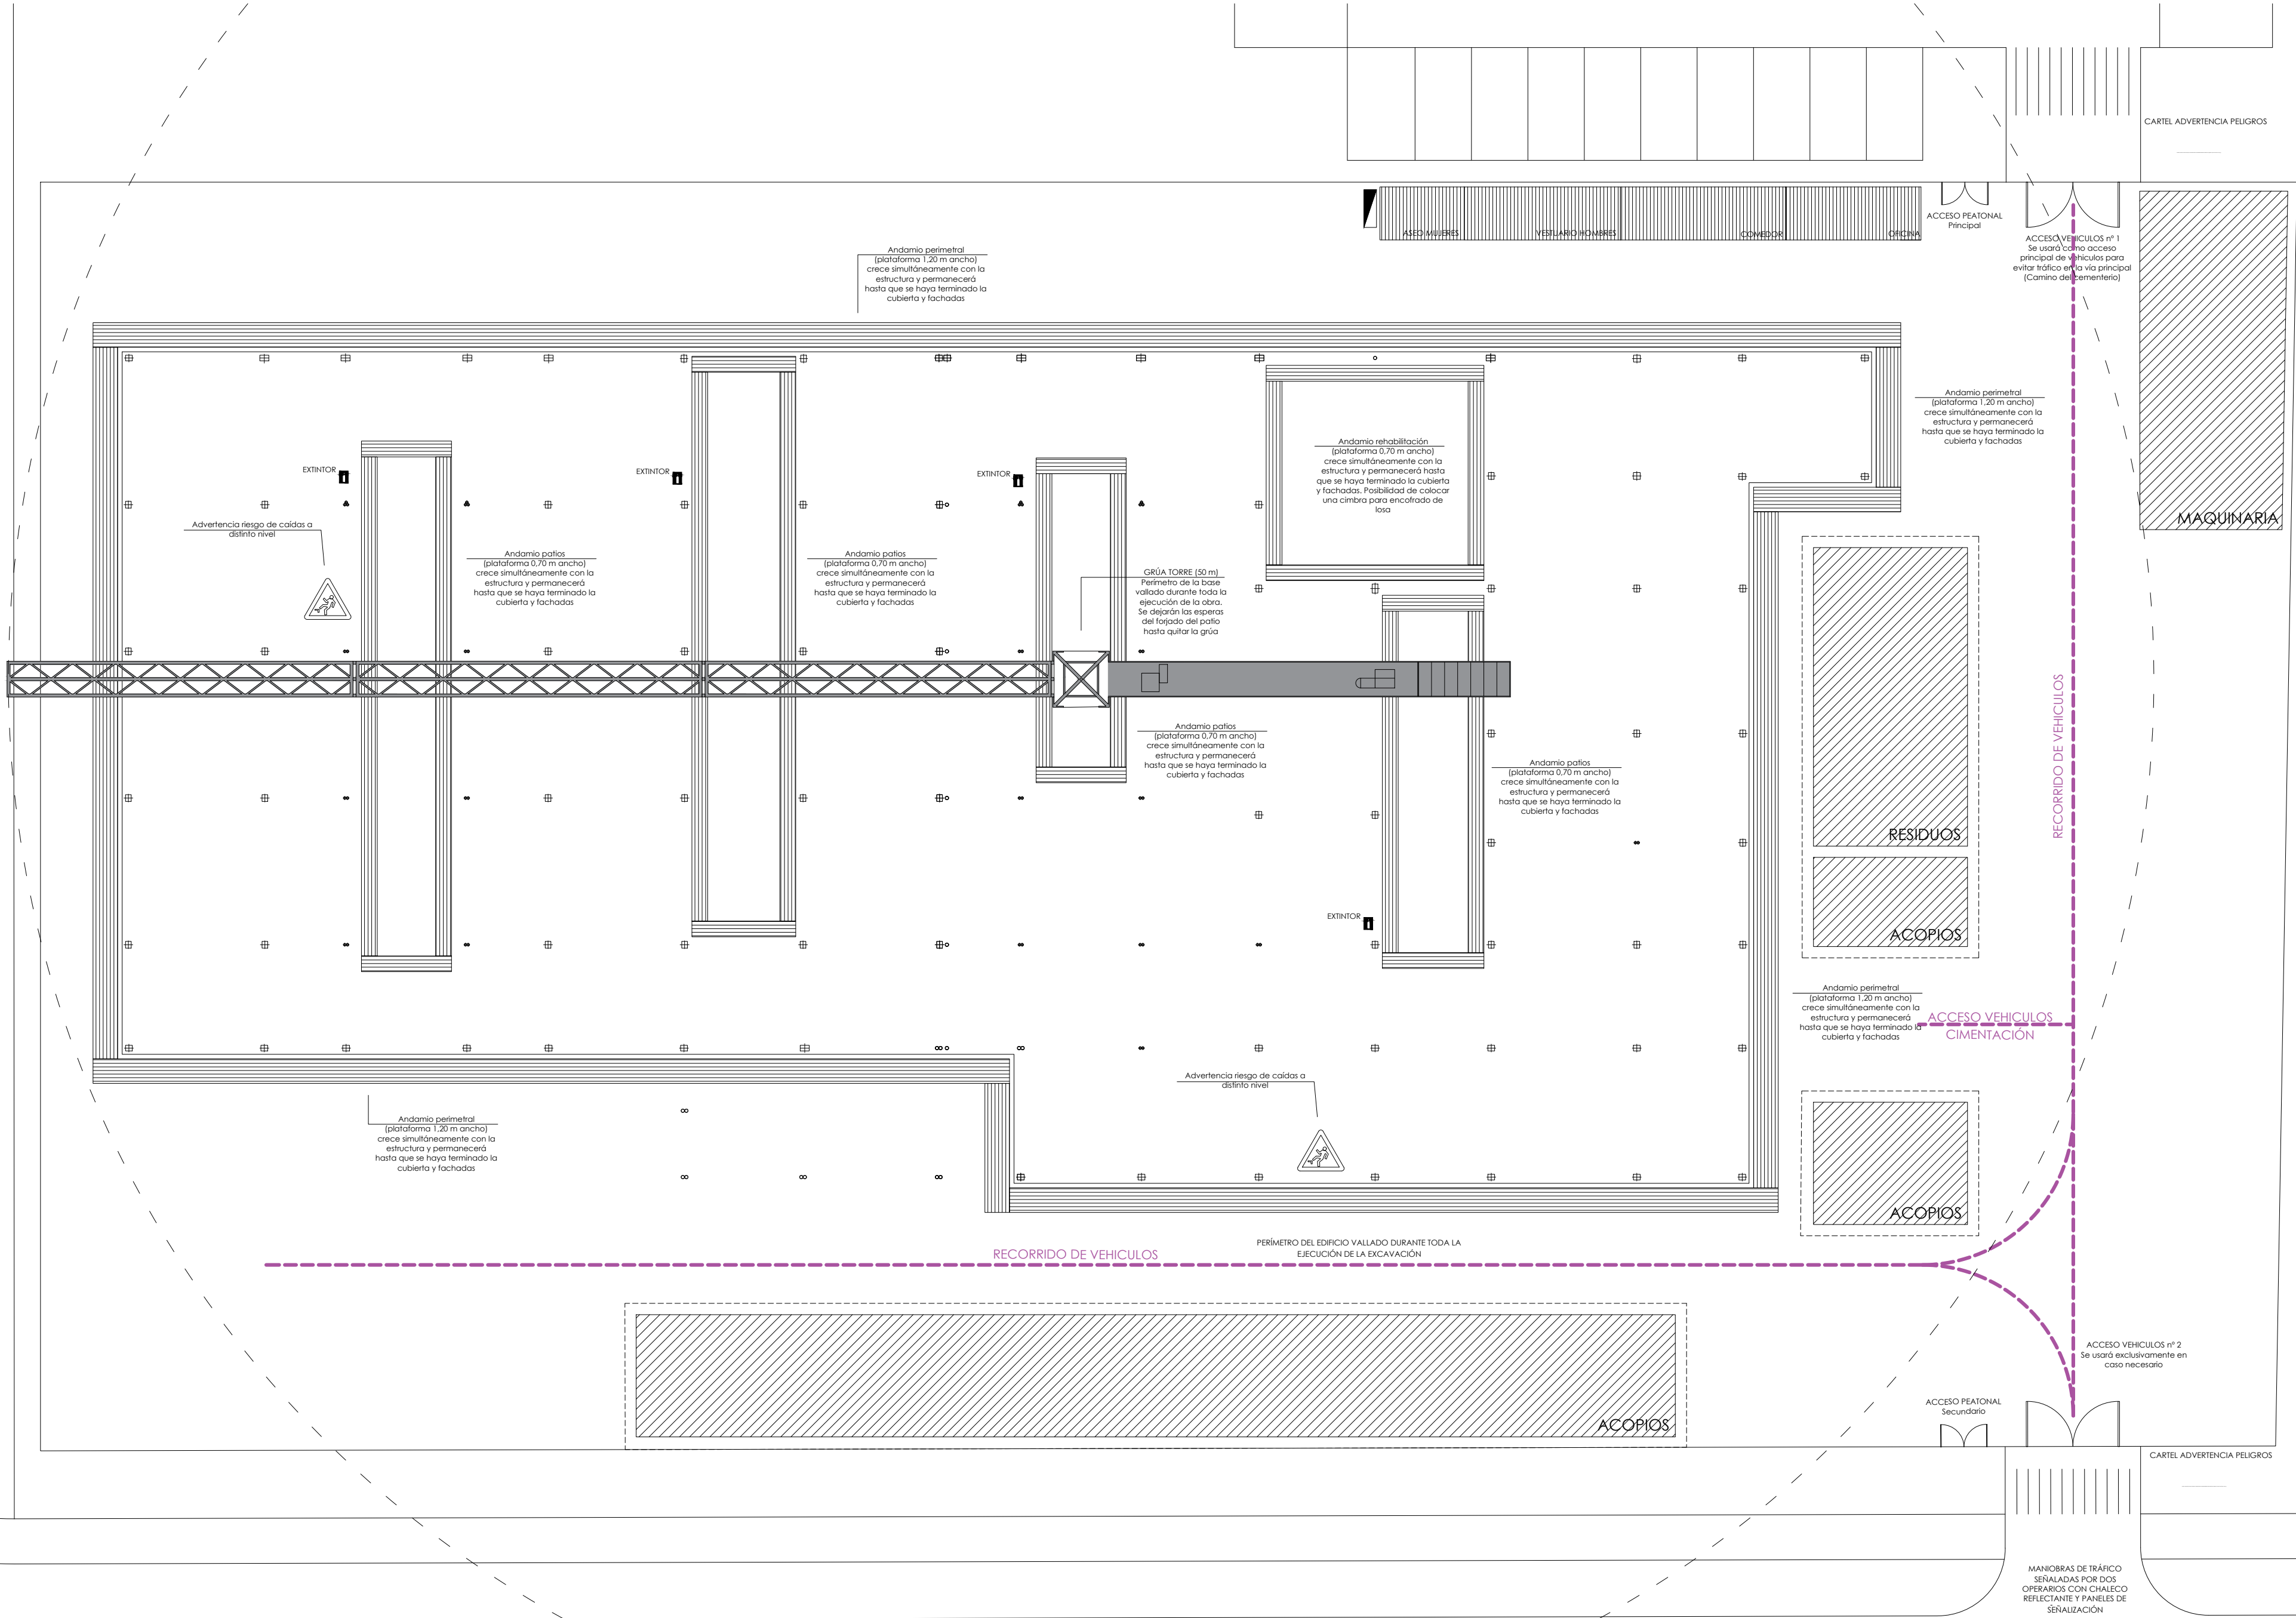 CARTEL ADVERTENCIA PELIGROS
ASEO MUJERES
VESTUARIO HOMBRES
COMEDOR
OFICINA
ACCESO PEATONAL
Principal
ACCESO VEHICULOS nº 1
Se usará como acceso
principal de vehiculos para
evitar tráfico en la vía principal
(Camino del cementerio)
Andamio perimetral
(plataforma 1,20 m ancho)
crece simultáneamente con la
estructura y permanecerá
hasta que se haya terminado la
cubierta y fachadas
Andamio perimetral
(plataforma 1,20 m ancho)
crece simultáneamente con la
estructura y permanecerá
hasta que se haya terminado la
cubierta y fachadas
MAQUINARIA
EXTINTOR
EXTINTOR
EXTINTOR
Andamio rehabilitación
(plataforma 0,70 m ancho)
crece simultáneamente con la
estructura y permanecerá hasta
que se haya terminado la cubierta
y fachadas. Posibilidad de colocar
una cimbra para encofrado de
losa
Advertencia riesgo de caídas a
distinto nivel
Andamio patios
(plataforma 0,70 m ancho)
crece simultáneamente con la
estructura y permanecerá
hasta que se haya terminado la
cubierta y fachadas
Andamio patios
(plataforma 0,70 m ancho)
crece simultáneamente con la
estructura y permanecerá
hasta que se haya terminado la
cubierta y fachadas
GRÚA TORRE (50 m)
Perímetro de la base
vallado durante toda la
ejecución de la obra.
Se dejarán las esperas
del forjado del patio
hasta quitar la grúa
Andamio patios
(plataforma 0,70 m ancho)
crece simultáneamente con la
estructura y permanecerá
hasta que se haya terminado la
cubierta y fachadas
Andamio patios
(plataforma 0,70 m ancho)
crece simultáneamente con la
estructura y permanecerá
hasta que se haya terminado la
cubierta y fachadas
RECORRIDO DE VEHICULOS
RESIDUOS
EXTINTOR
ACOPIOS
Andamio perimetral
(plataforma 1,20 m ancho)
crece simultáneamente con la
estructura y permanecerá
hasta que se haya terminado la
cubierta y fachadas
ACCESO VEHICULOS
CIMENTACIÓN
Advertencia riesgo de caídas a
distinto nivel
Andamio perimetral
(plataforma 1,20 m ancho)
crece simultáneamente con la
estructura y permanecerá
hasta que se haya terminado la
cubierta y fachadas
ACOPIOS
RECORRIDO DE VEHICULOS
PERÍMETRO DEL EDIFICIO VALLADO DURANTE TODA LA
EJECUCIÓN DE LA EXCAVACIÓN
ACOPIOS
ACCESO VEHICULOS nº 2
Se usará exclusivamente en
caso necesario
ACCESO PEATONAL
Secundario
CARTEL ADVERTENCIA PELIGROS
MANIOBRAS DE TRÁFICO
SEÑALADAS POR DOS
OPERARIOS CON CHALECO
REFLECTANTE Y PANELES DE
SEÑALIZACIÓN